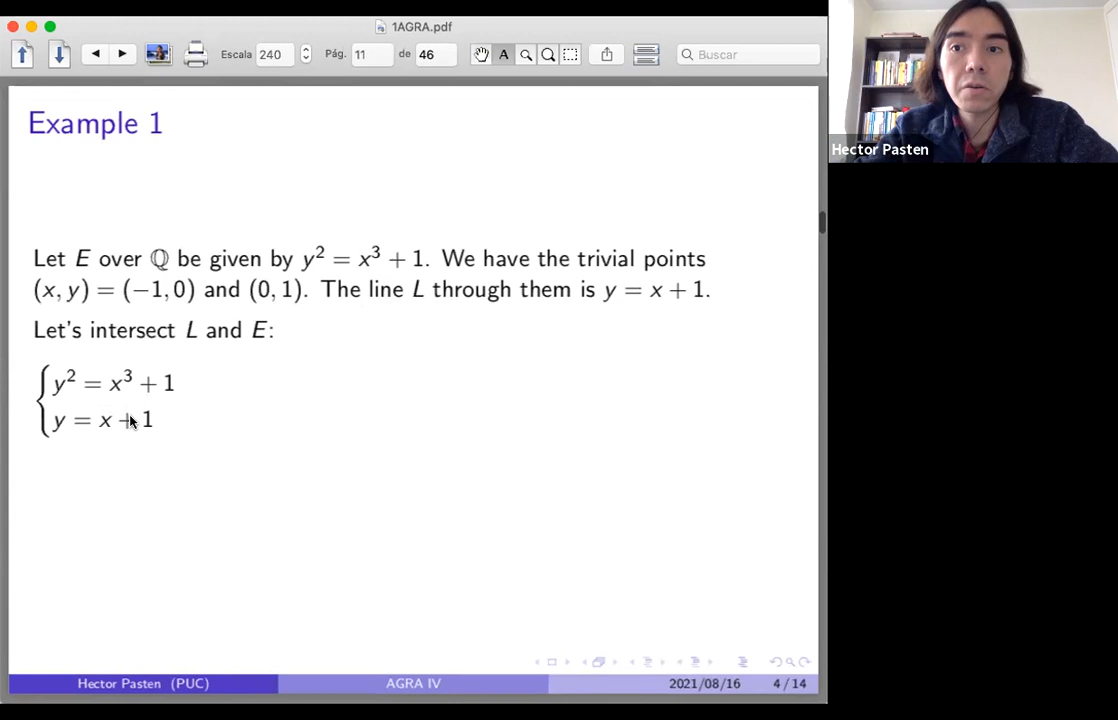 1AGRA.pdf
Escala 240 Pág. 11 de 46 A Buscar
Hector Pasten
Example 1
Let E over ℚ be given by y² = x³ + 1. We have the trivial points
(x, y) = (−1, 0) and (0, 1). The line L through them is y = x + 1.
Let's intersect L and E:
y² = x³ + 1
y = x + 1
Hector Pasten (PUC) AGRA IV 2021/08/16 4 / 14